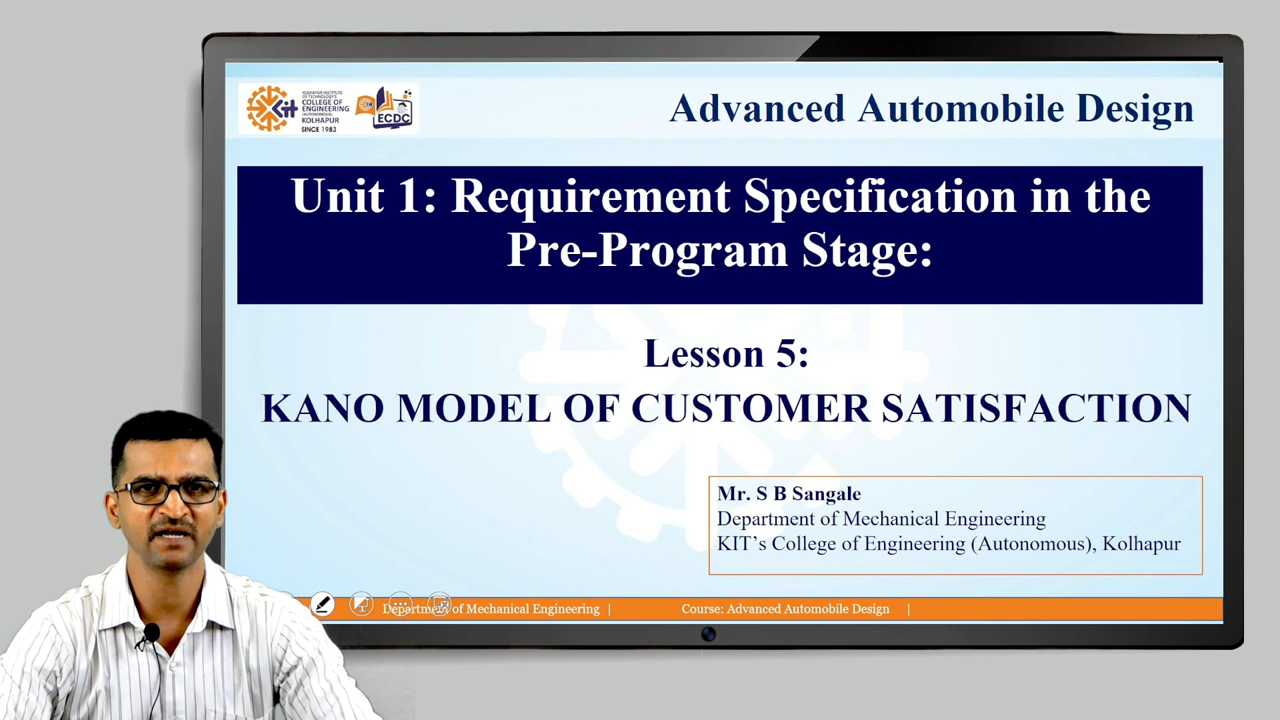 KOLHAPUR INSTITUTE
OF TECHNOLOGY'S
COLLEGE OF
ENGINEERING
(AUTONOMOUS),
KOLHAPUR
SINCE 1983
ECDC
Advanced Automobile Design
Unit 1: Requirement Specification in the
Pre-Program Stage:
Lesson 5:
KANO MODEL OF CUSTOMER SATISFACTION
Mr. S B Sangale
Department of Mechanical Engineering
KIT’s College of Engineering (Autonomous), Kolhapur
Department of Mechanical Engineering |
Course: Advanced Automobile Design |